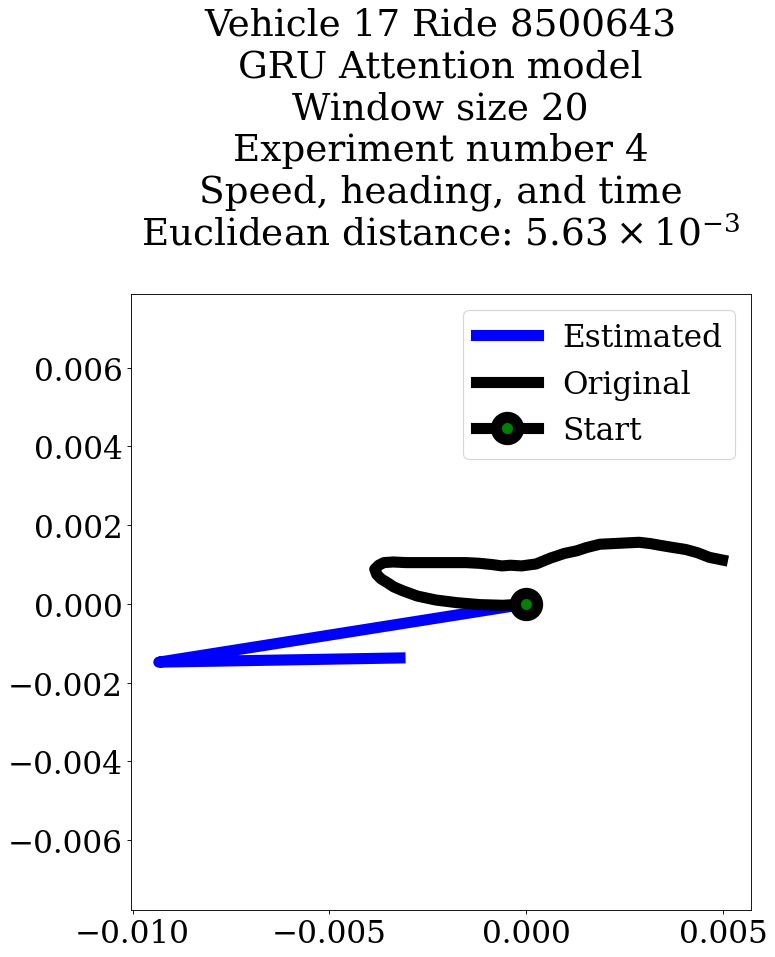 Vehicle 17 Ride 8500643
GRU Attention model
Window size 20
Experiment number 4
Speed, heading, and time
Euclidean distance: 5.63 × 10⁻³
Estimated
Original
Start
0.006
0.004
0.002
0.000
−0.002
−0.004
−0.006
−0.010
−0.005
0.000
0.005